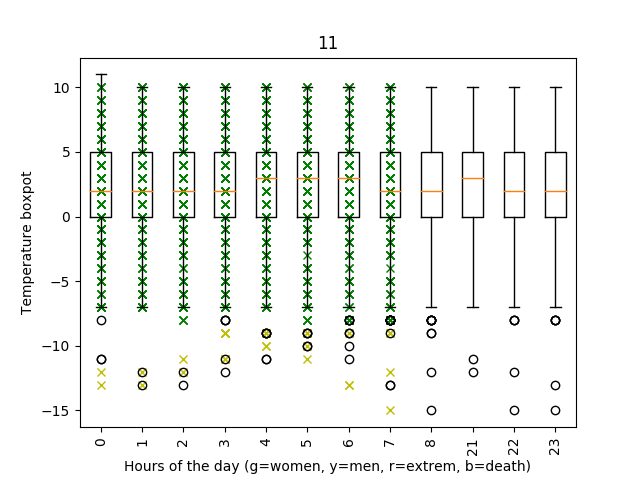 11
Temperature boxpot
10
5
0
−5
−10
−15
0 1 2 3 4 5 6 7 8 21 22 23
Hours of the day (g=women, y=men, r=extrem, b=death)